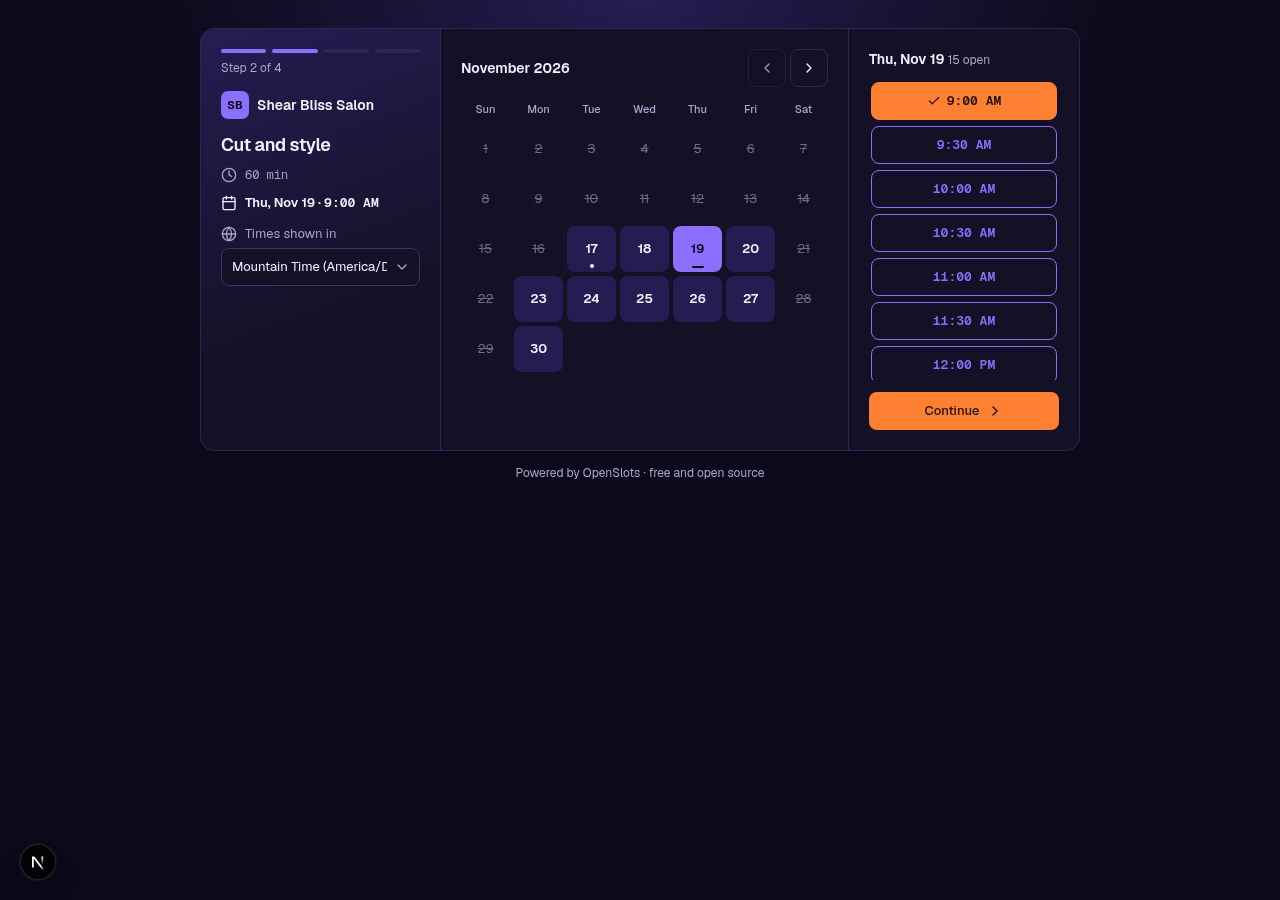 Step 2 of 4
SB Shear Bliss Salon
Cut and style
60 min
Thu, Nov 19 · 9:00 AM
Times shown in
Mountain Time (America/D
November 2026
Sun Mon Tue Wed Thu Fri Sat
1 2 3 4 5 6 7
8 9 10 11 12 13 14
15 16 17 18 19 20 21
22 23 24 25 26 27 28
29 30
Thu, Nov 19 15 open
9:00 AM
9:30 AM
10:00 AM
10:30 AM
11:00 AM
11:30 AM
12:00 PM
Continue
Powered by OpenSlots · free and open source
N